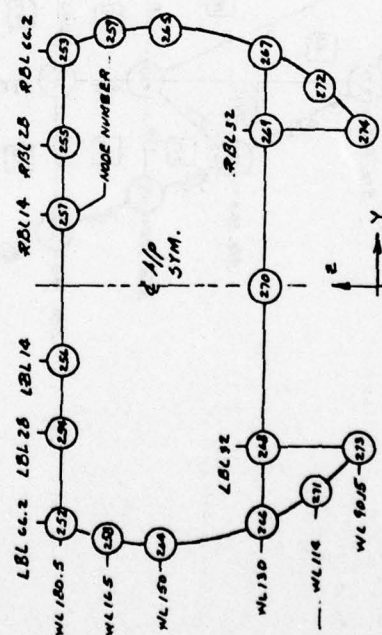 LBL 66.2
LBL 28
LBL 14
RBL 14
RBL 28
RBL 66.2
WL 180.5
252
254
256
257
255
253
NODE NUMBER
WL 165
258
259
WL 150
264
265
℄ A/P
SYM.
LBL 32
RBL 32
WL 130
266
268
270
269
267
WL 114
271
272
WL 90.15
273
274
Z
Y